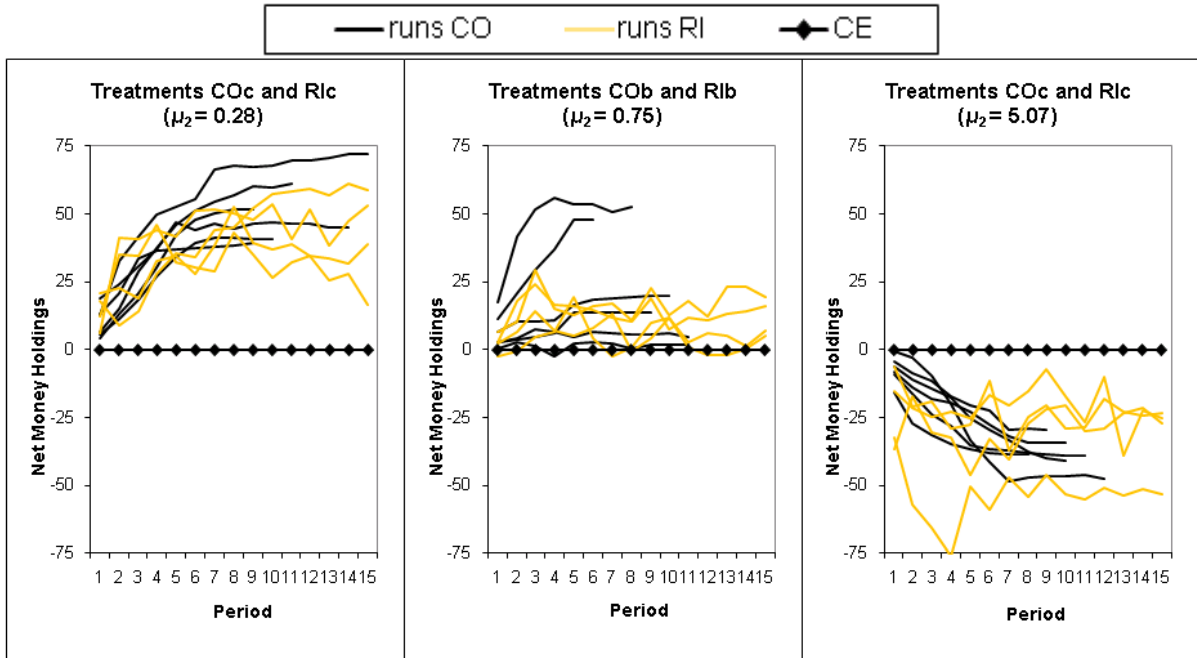 runs CO runs RI CE
Treatments COc and RIc
(μ2 = 0.28)
75
50
25
0
-25
-50
-75
Net Money Holdings
1 2 3 4 5 6 7 8 9 10 11 12 13 14 15
Period
Treatments COb and RIb
(μ2 = 0.75)
75
50
25
0
-25
-50
-75
Net Money Holdings
1 2 3 4 5 6 7 8 9 10 11 12 13 14 15
Period
Treatments COc and RIc
(μ2 = 5.07)
75
50
25
0
-25
-50
-75
Net Money Holdings
1 2 3 4 5 6 7 8 9 10 11 12 13 14 15
Period